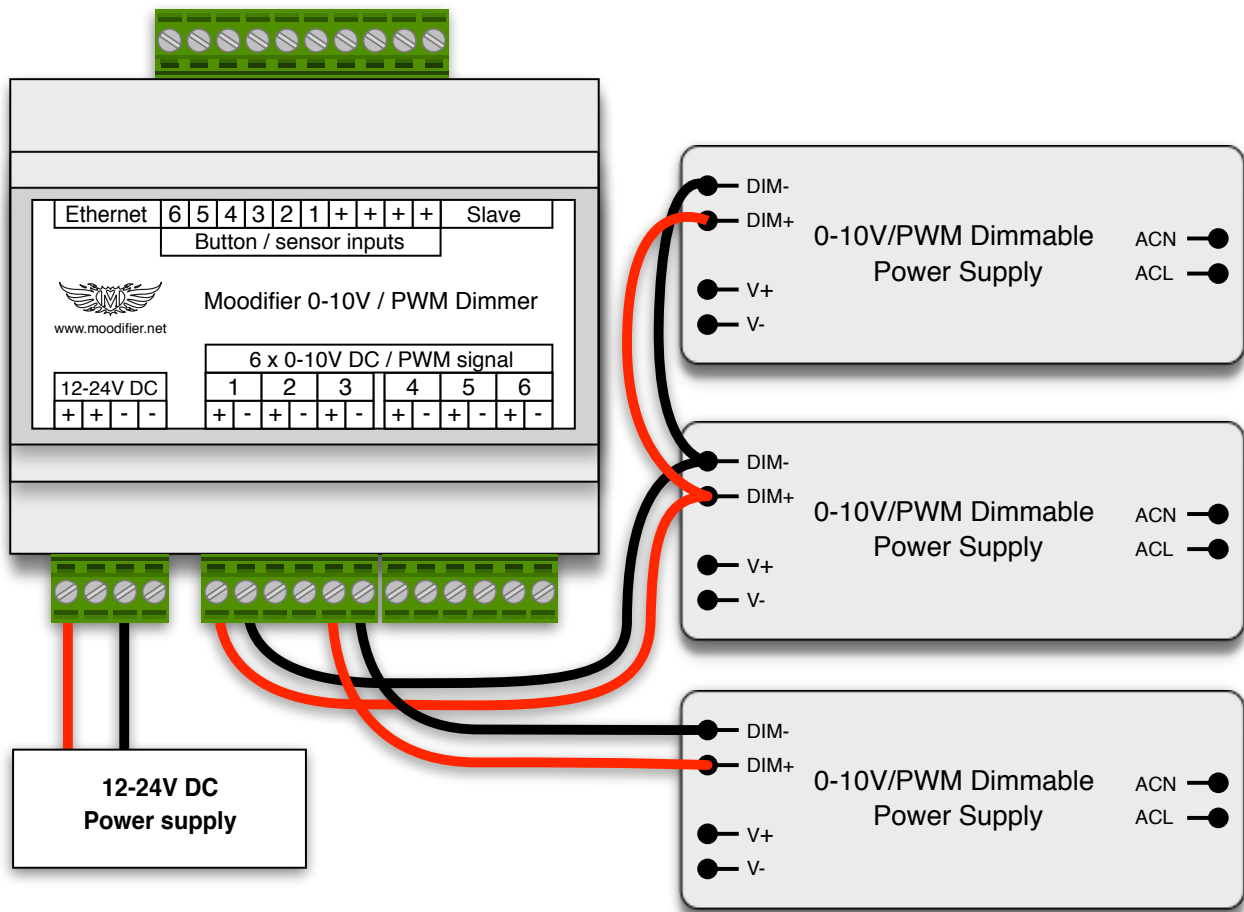 Ethernet 6 5 4 3 2 1 + + + + Slave
Button / sensor inputs
M
www.moodifier.net
Moodifier 0-10V / PWM Dimmer
6 x 0-10V DC / PWM signal
12-24V DC 1 2 3 4 5 6
+ + - - + - + - + - + - + - + -
12-24V DC
Power supply
DIM-
DIM+
V+
V-
0-10V/PWM Dimmable
Power Supply
ACN
ACL
DIM-
DIM+
V+
V-
0-10V/PWM Dimmable
Power Supply
ACN
ACL
DIM-
DIM+
V+
V-
0-10V/PWM Dimmable
Power Supply
ACN
ACL